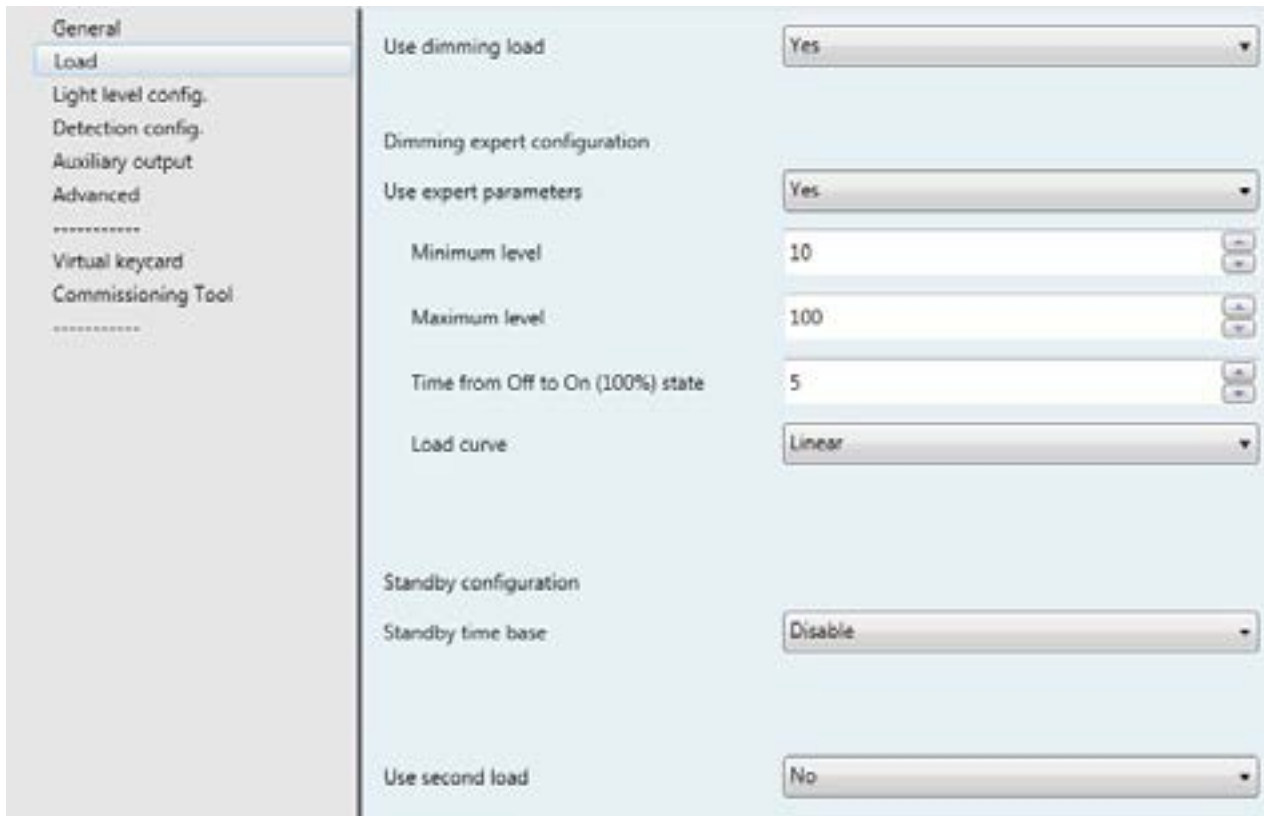 General
Load
Light level config.
Detection config.
Auxiliary output
Advanced
-----------
Virtual keycard
Commissioning Tool
-----------
Use dimming load
Yes
Dimming expert configuration
Use expert parameters
Yes
Minimum level
10
Maximum level
100
Time from Off to On (100%) state
5
Load curve
Linear
Standby configuration
Standby time base
Disable
Use second load
No